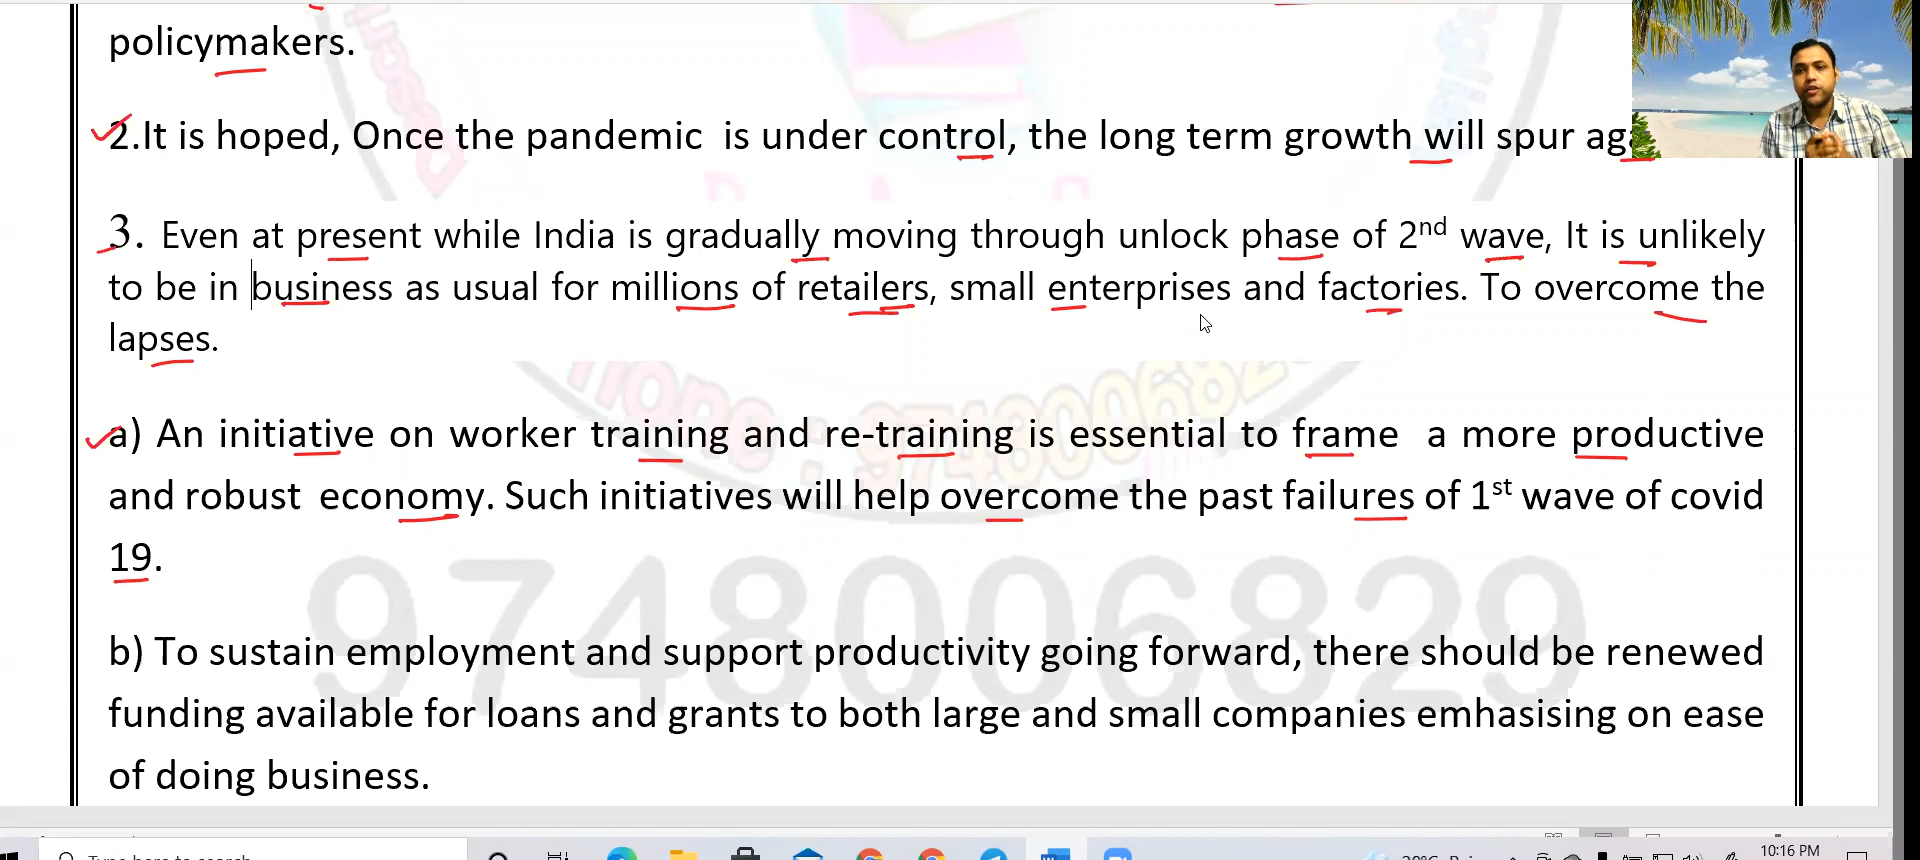 policymakers.
2.It is hoped, Once the pandemic is under control, the long term growth will spur
3. Even at present while India is gradually moving through unlock phase of 2nd wave, It is unlikely
to be in business as usual for millions of retailers, small enterprises and factories. To overcome the
lapses.
a) An initiative on worker training and re-training is essential to frame a more productive
and robust economy. Such initiatives will help overcome the past failures of 1st wave of covid
19.
9748006829
b) To sustain employment and support productivity going forward, there should be renewed
funding available for loans and grants to both large and small companies emhasising on ease
of doing business.
Type here to search
10:16 PM